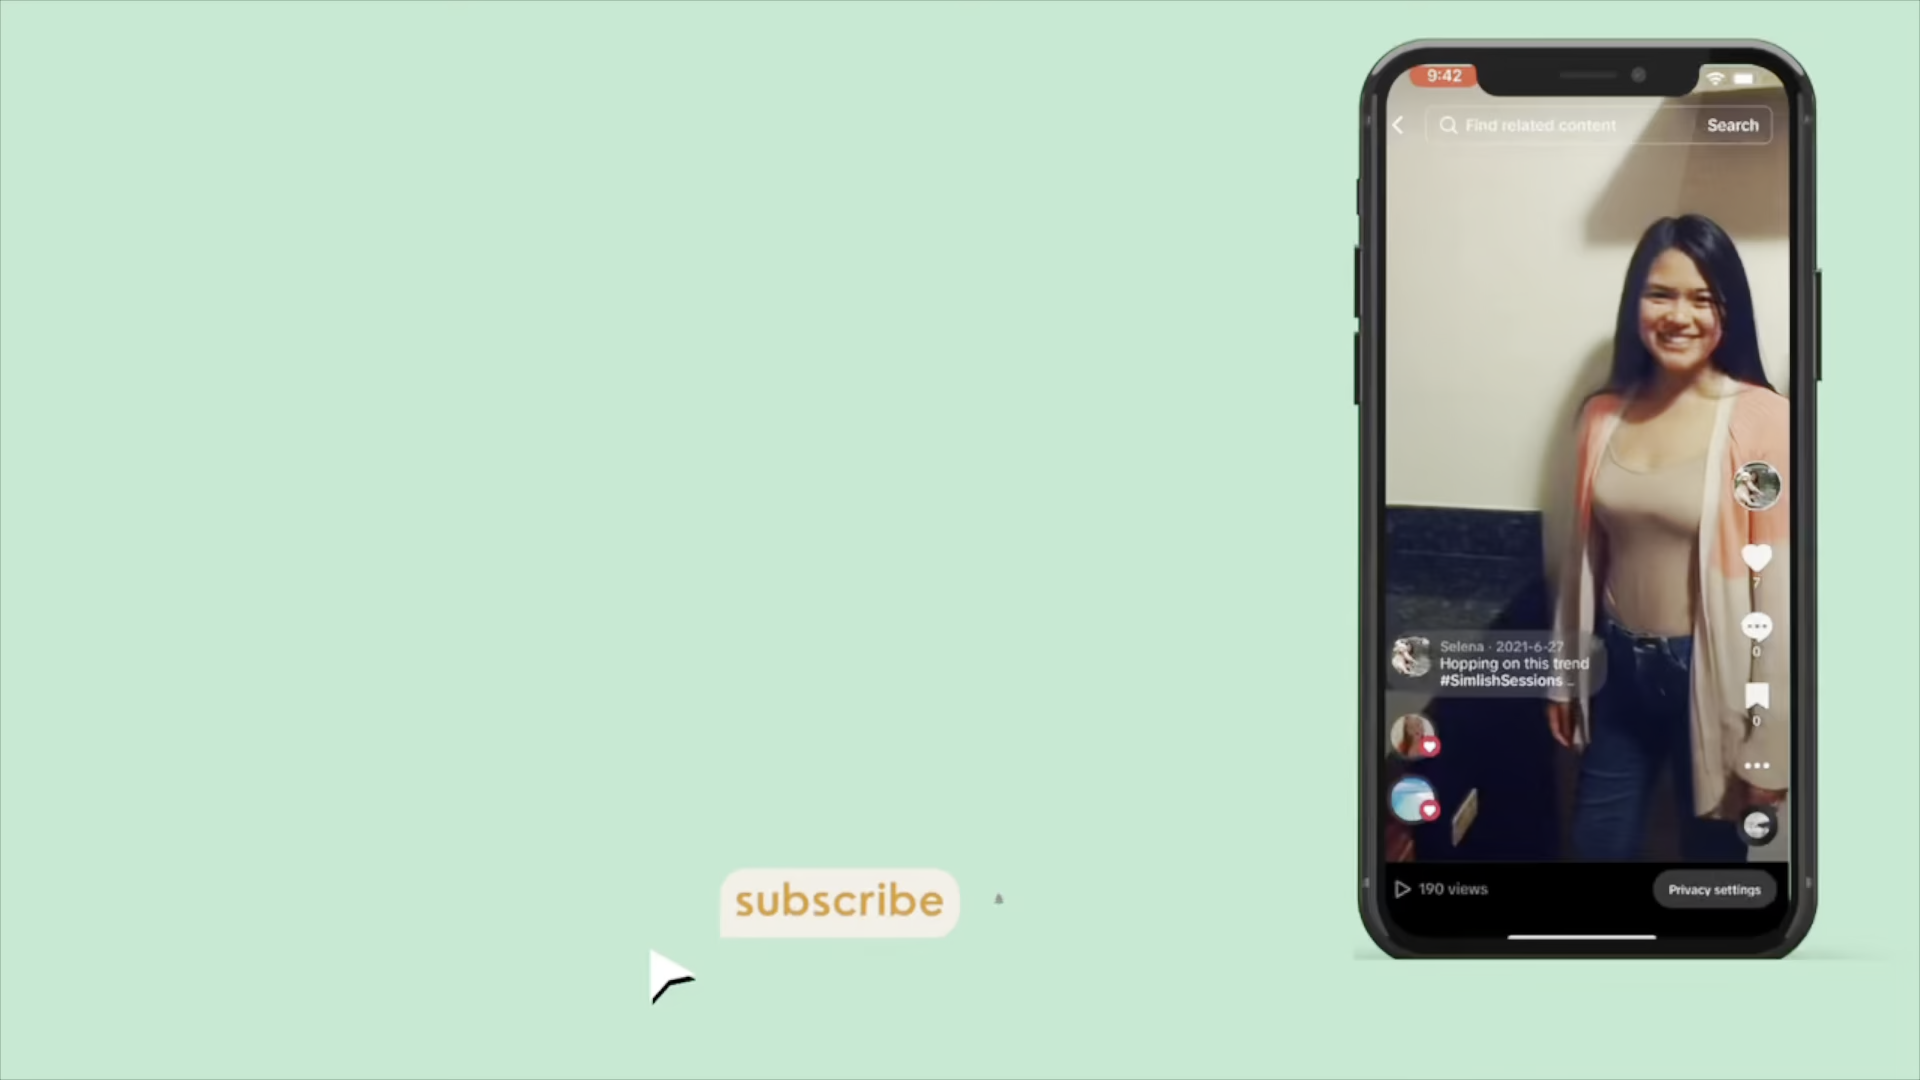 9:42
Find related content Search
7
0
Selena · 2021-6-27
Hopping on this trend
#SimlishSessions
0
190 views Privacy settings
subscribe